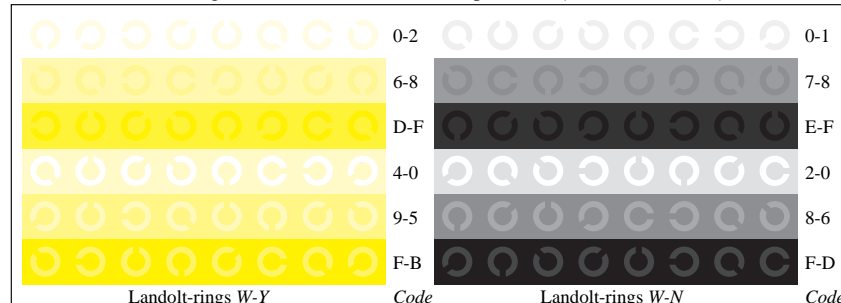 0-2 0-1
6-8 7-8
D-F E-F
4-0 2-0
9-5 8-6
F-B F-D
Landolt-rings W-Y Code Landolt-rings W-N Code